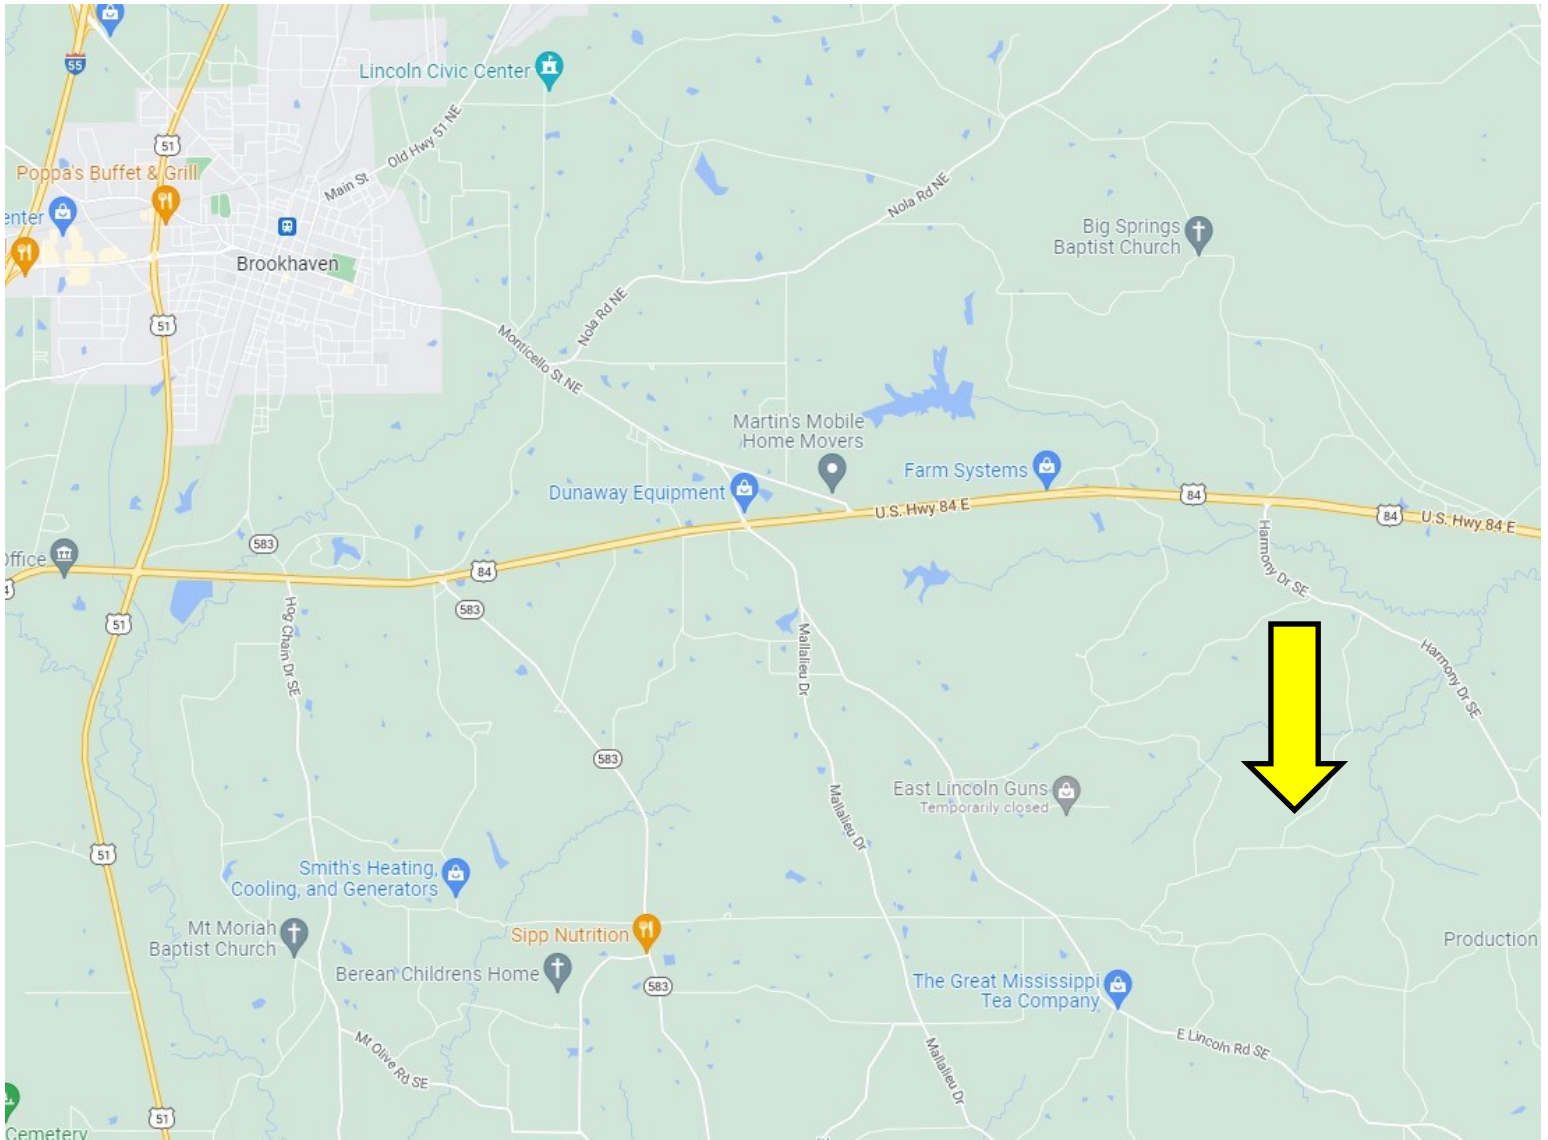 55
Lincoln Civic Center
51
Old Hwy 51 NE
Poppa's Buffet & Grill
Main St
Nola Rd NE
enter
Big Springs
Baptist Church
Brookhaven
Nola Rd NE
51
Monticello St NE
Martin's Mobile
Home Movers
Farm Systems
Dunaway Equipment
84
U.S. Hwy 84 E
84
U.S. Hwy 84 E
583
Office
84
Harmony Dr SE
4
583
51
Hog Chain Dr SE
Mallalieu Dr
Harmony Dr SE
583
East Lincoln Guns
Temporarily closed
Mallalieu Dr
51
Smith's Heating,
Cooling, and Generators
Mt Moriah
Baptist Church
Sipp Nutrition
Production
Berean Childrens Home
583
The Great Mississippi
Tea Company
Mt Olive Rd SE
E Lincoln Rd SE
Mallalieu Dr
51
Cemetery